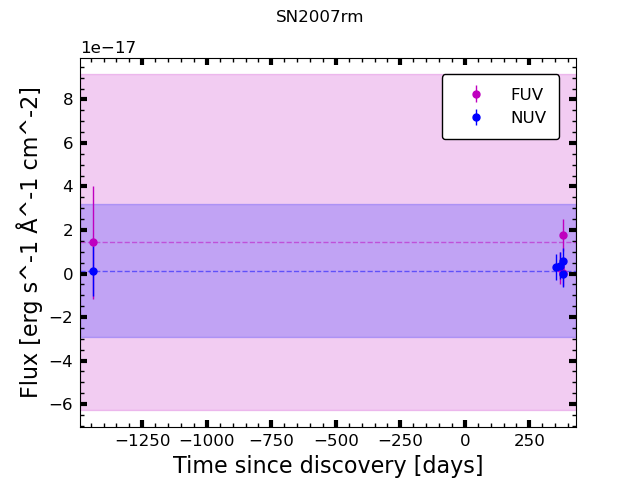 SN2007rm
1e−17
FUV
NUV
8
6
4
2
0
−2
−4
−6
Flux [erg s^-1 Å^-1 cm^-2]
−1250 −1000 −750 −500 −250 0 250
Time since discovery [days]